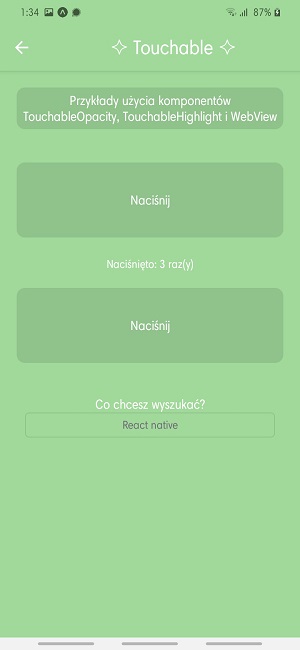 1:34
87%
✧ Touchable ✧
Przykłady użycia komponentów
TouchableOpacity, TouchableHighlight i WebView
Naciśnij
Naciśnięto: 3 raz(y)
Naciśnij
Co chcesz wyszukać?
React native